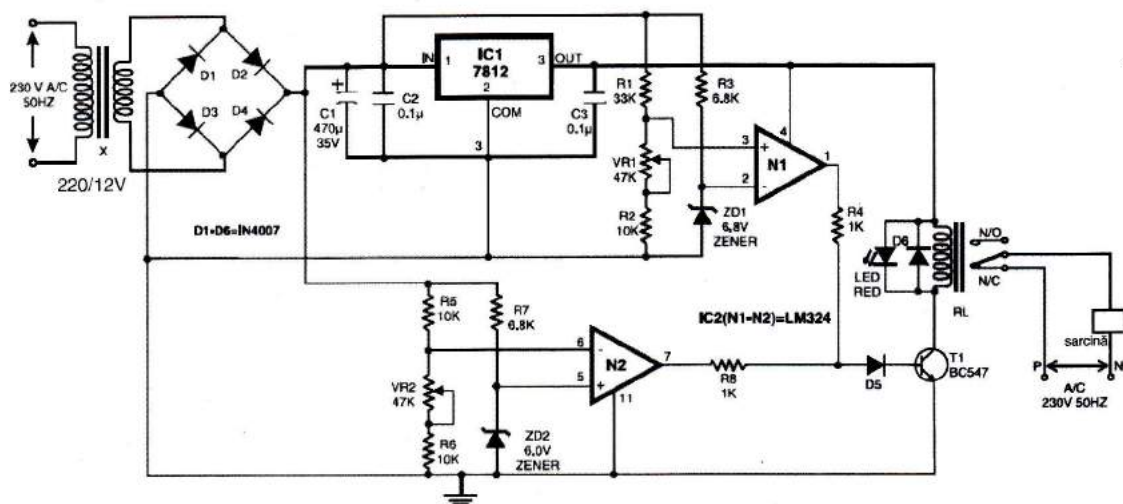 230 V A/C
50HZ
X
220/12V
D1
D2
D3
D4
D1-D6=IN4007
C1
470µ
35V
C2
0.1µ
IN
1
IC1
7812
3
OUT
2
COM
3
C3
0.1µ
R1
33K
R3
6.8K
VR1
47K
R2
10K
ZD1
6,8V
ZENER
3
+
2
-
N1
4
1
R4
1K
LED
RED
D6
RL
N/O
N/C
sarcină
P
N
A/C
230V 50HZ
R5
10K
R7
6.8K
VR2
47K
R6
10K
ZD2
6.0V
ZENER
6
-
5
+
N2
7
11
IC2(N1-N2)=LM324
R8
1K
D5
T1
BC547